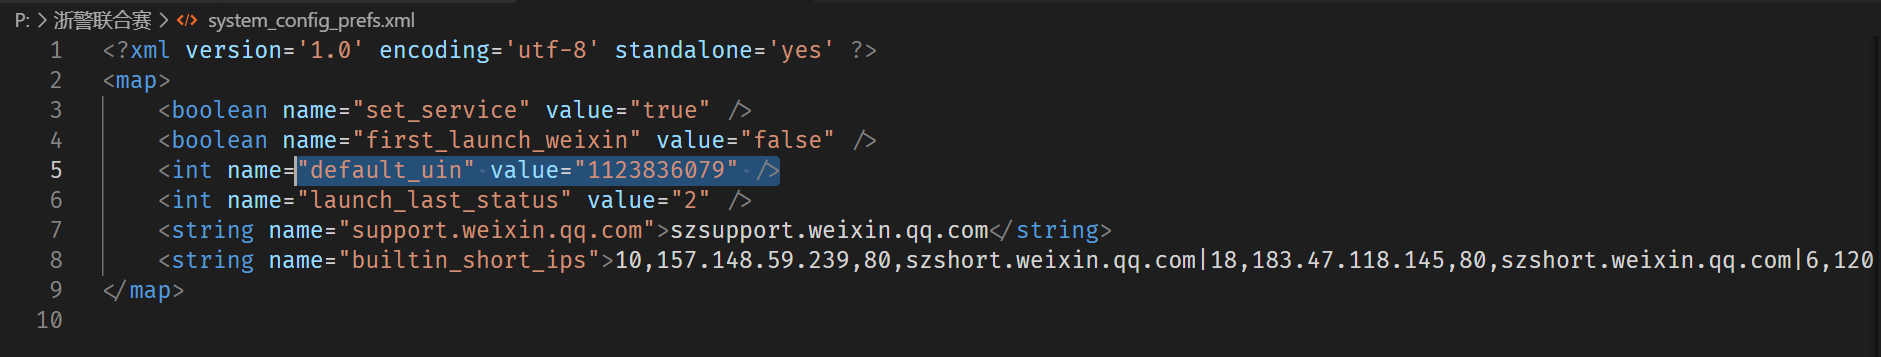 P: > 浙警联合赛 > system_config_prefs.xml
1 <?xml version='1.0' encoding='utf-8' standalone='yes' ?>
2 <map>
3 <boolean name="set_service" value="true" />
4 <boolean name="first_launch_weixin" value="false" />
5 <int name="default_uin" value="1123836079" />
6 <int name="launch_last_status" value="2" />
7 <string name="support.weixin.qq.com">szsupport.weixin.qq.com</string>
8 <string name="builtin_short_ips">10,157.148.59.239,80,szshort.weixin.qq.com|18,183.47.118.145,80,szshort.weixin.qq.com|6,120
9 </map>
10